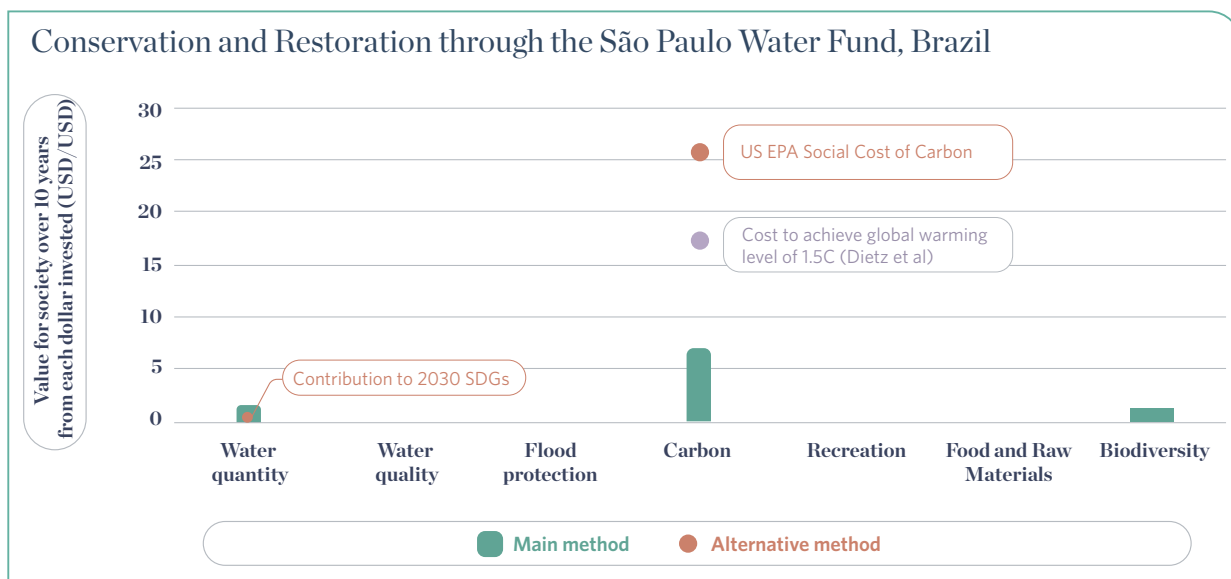 Conservation and Restoration through the São Paulo Water Fund, Brazil
Value for society over 10 years
from each dollar invested (USD/USD)
30
25
20
15
10
5
0
US EPA Social Cost of Carbon
Cost to achieve global warming
level of 1.5C (Dietz et al)
Contribution to 2030 SDGs
Water
quantity
Water
quality
Flood
protection
Carbon
Recreation
Food and Raw
Materials
Biodiversity
Main method
Alternative method